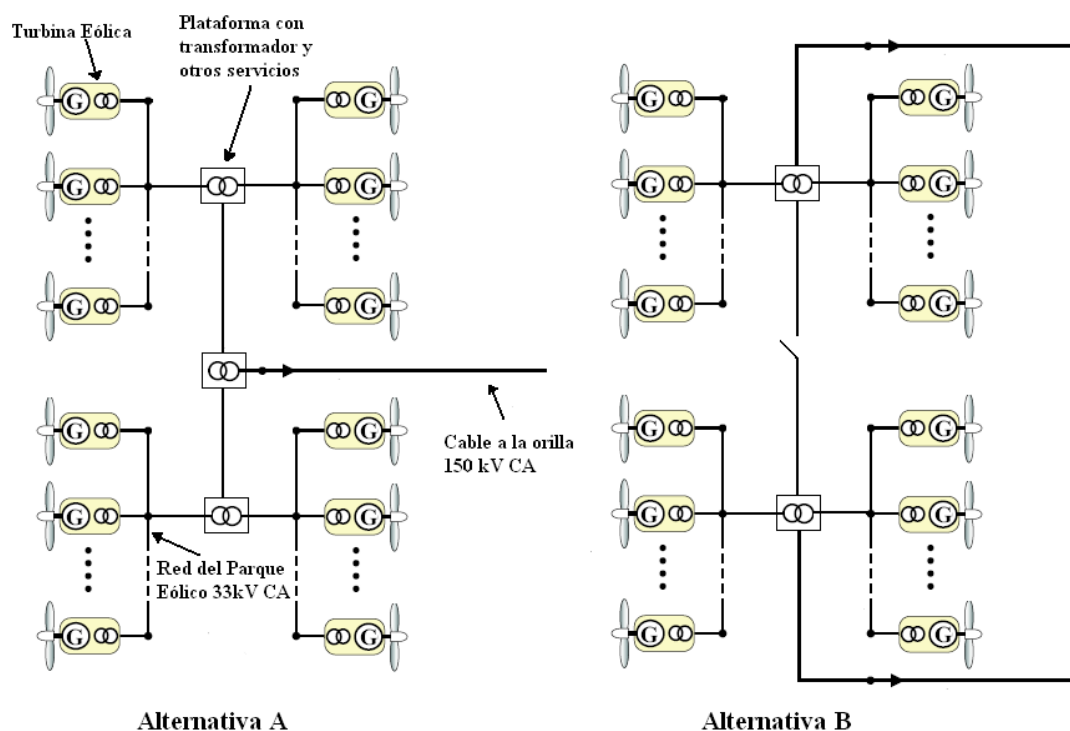 Turbina Eólica
Plataforma con
transformador y
otros servicios
G
G
G
G
G
G
G
G
G
G
G
G
Cable a la orilla
150 kV CA
G
G
G
G
G
G
G
G
G
G
G
G
Red del Parque
Eólico 33kV CA
Alternativa A
Alternativa B